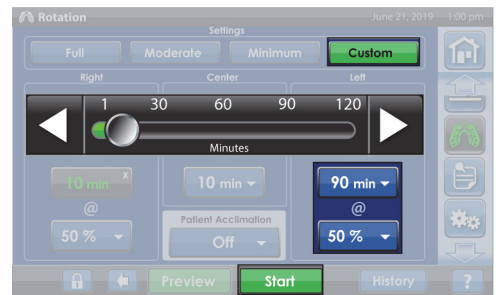 Rotation June 21, 2019 1:00 pm
Settings
Full Moderate Minimum Custom
Right Center Left
1 30 60 90 120
Minutes
10 min x 10 min 90 min
@ @
50 % Patient Acclimation 50 %
Off
Preview Start History ?